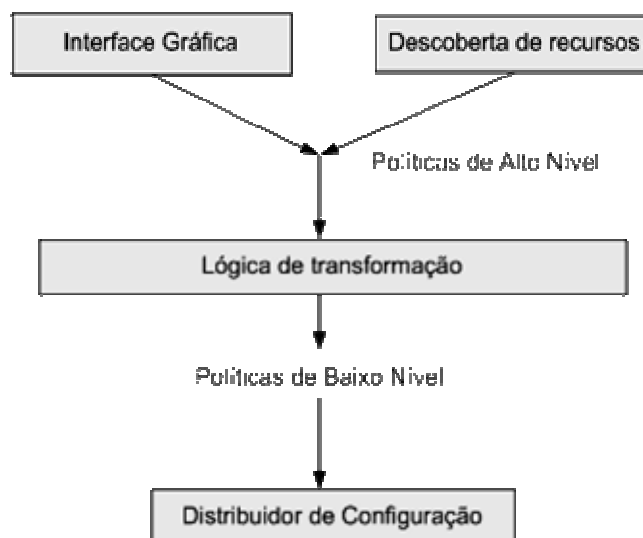 Interface Gráfica
Descoberta de recursos
Políticas de Alto Nível
Lógica de transformação
Políticas de Baixo Nível
Distribuidor de Configuração